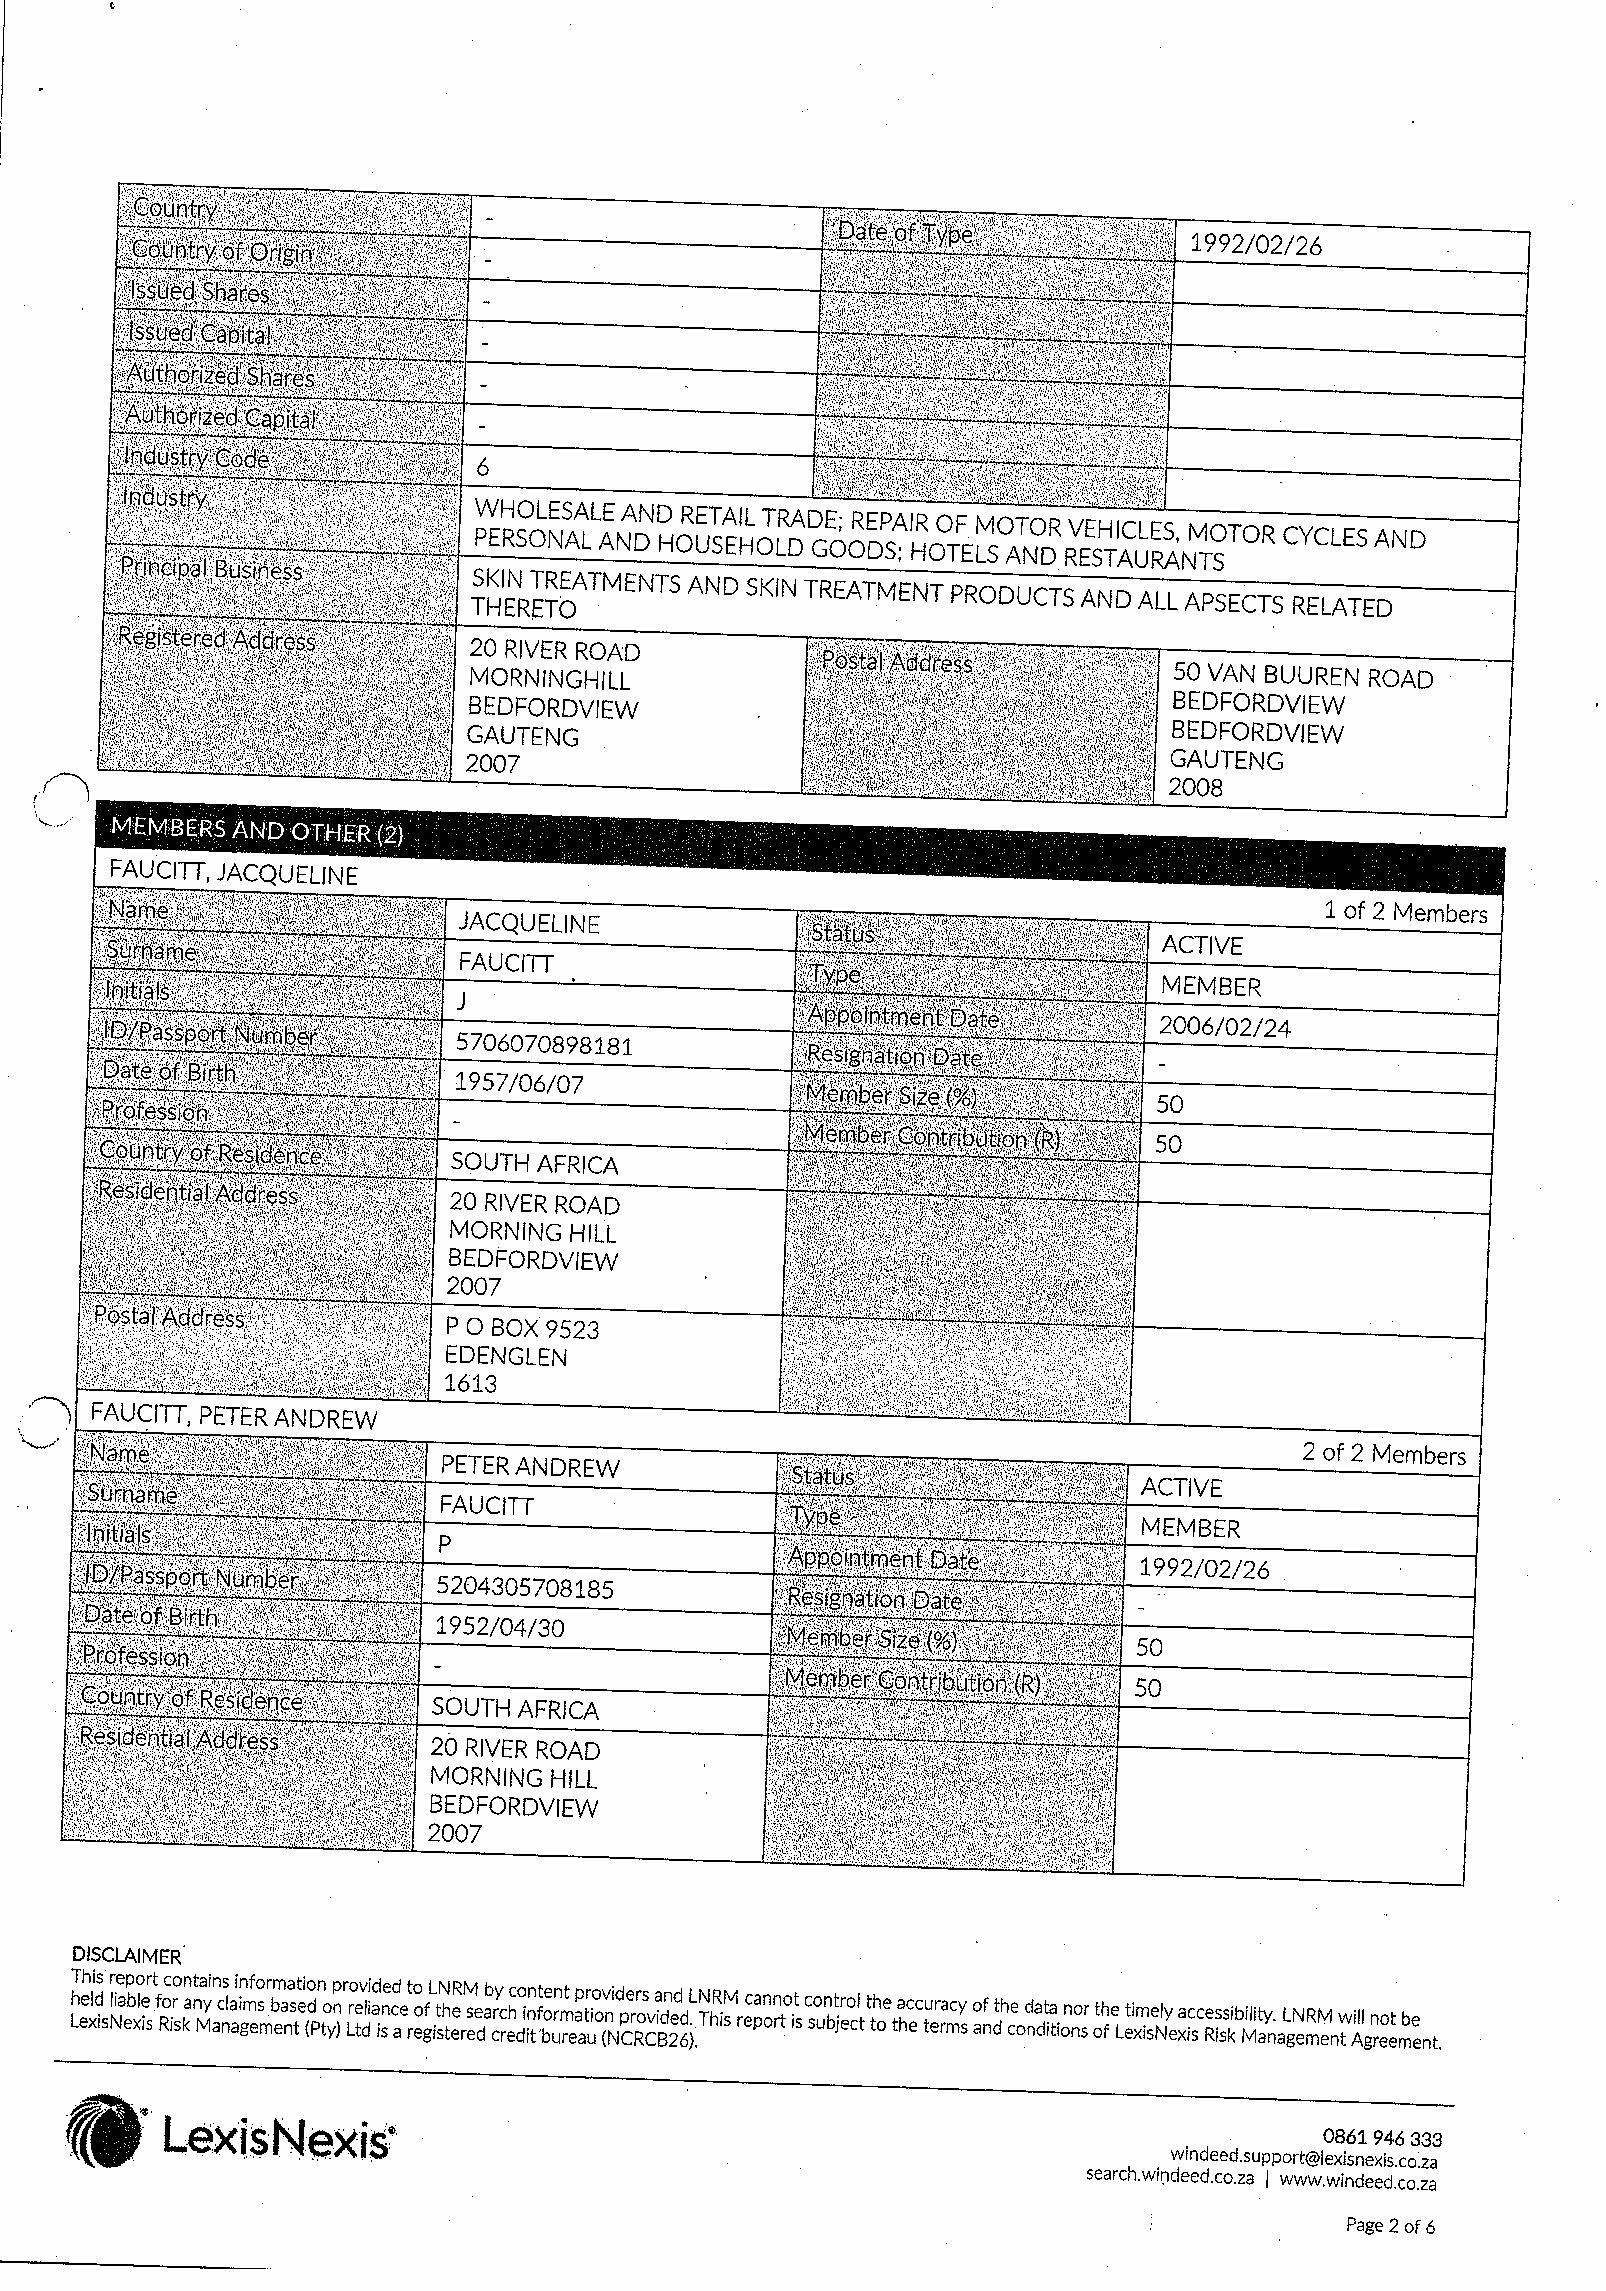 Country - Date of Type 1992/02/26
Country of Origin -
Issued Shares -
Issued Capital -
Authorized Shares -
Authorized Capital -
Industry Code 6
Industry WHOLESALE AND RETAIL TRADE; REPAIR OF MOTOR VEHICLES, MOTOR CYCLES AND
PERSONAL AND HOUSEHOLD GOODS; HOTELS AND RESTAURANTS
Principal Business SKIN TREATMENTS AND SKIN TREATMENT PRODUCTS AND ALL APSECTS RELATED
THERETO
Registered Address 20 RIVER ROAD Postal Address 50 VAN BUUREN ROAD
MORNINGHILL BEDFORDVIEW
BEDFORDVIEW BEDFORDVIEW
GAUTENG GAUTENG
2007 2008
MEMBERS AND OTHER (2)
FAUCITT, JACQUELINE 1 of 2 Members
Name JACQUELINE Status ACTIVE
Surname FAUCITT Type MEMBER
Initials J Appointment Date 2006/02/24
ID/Passport Number 5706070898181 Resignation Date -
Date of Birth 1957/06/07 Member Size (%) 50
Profession - Member Contribution (R) 50
Country of Residence SOUTH AFRICA
Residential Address 20 RIVER ROAD
MORNING HILL
BEDFORDVIEW
2007
Postal Address P O BOX 9523
EDENGLEN
1613
FAUCITT, PETER ANDREW 2 of 2 Members
Name PETER ANDREW Status ACTIVE
Surname FAUCITT Type MEMBER
Initials P Appointment Date 1992/02/26
ID/Passport Number 5204305708185 Resignation Date -
Date of Birth 1952/04/30 Member Size (%) 50
Profession - Member Contribution (R) 50
Country of Residence SOUTH AFRICA
Residential Address 20 RIVER ROAD
MORNING HILL
BEDFORDVIEW
2007
DISCLAIMER
This report contains information provided to LNRM by content providers and LNRM cannot control the accuracy of the data nor the timely accessibility. LNRM will not be
held liable for any claims based on reliance of the search information provided. This report is subject to the terms and conditions of LexisNexis Risk Management Agreement.
LexisNexis Risk Management (Pty) Ltd is a registered credit bureau (NCRCB26).
LexisNexis®
0861 946 333
windeed.support@lexisnexis.co.za
search.windeed.co.za | www.windeed.co.za
Page 2 of 6